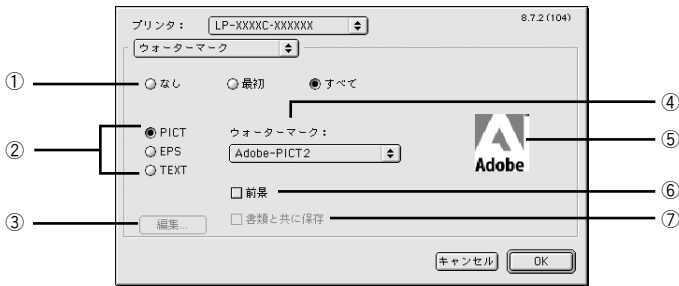 プリンタ： LP-XXXXC-XXXXXX 8.7.2 (104)
ウォーターマーク
① なし 最初 すべて
④
② PICT ウォーターマーク：
⑤
EPS Adobe-PICT2
TEXT Adobe
前景 ⑥
③ 編集... 書類と共に保存 ⑦
キャンセル OK